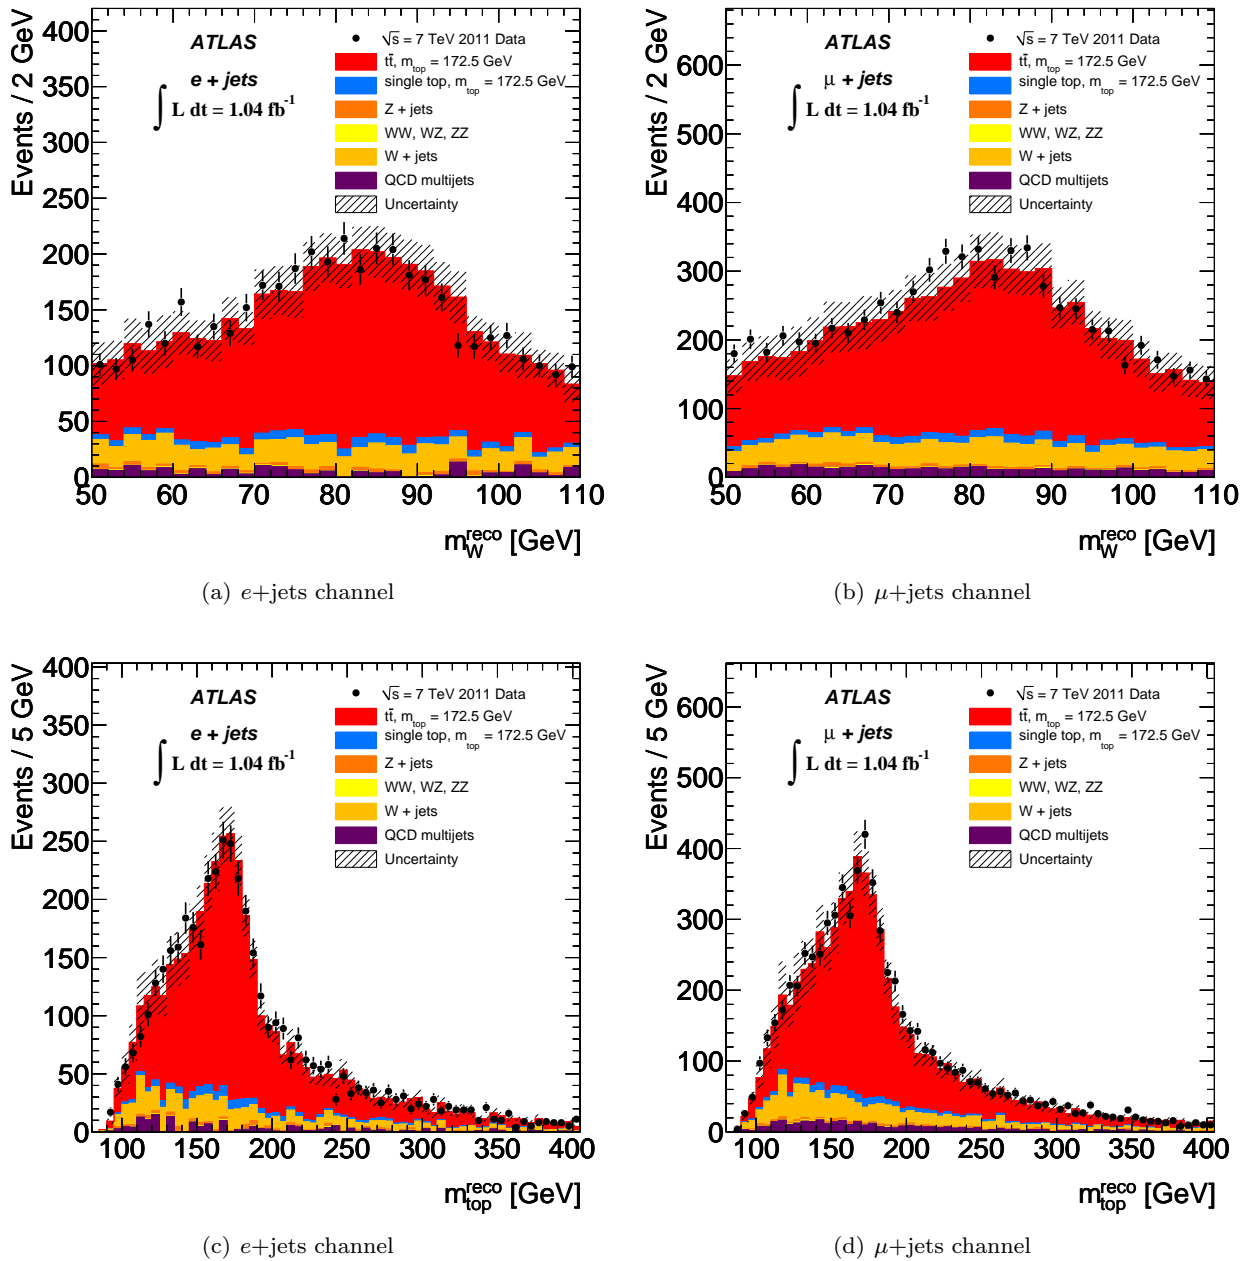 Events / 2 GeV
400
350
300
250
200
150
100
50
0
50 60 70 80 90 100 110
m_W^reco [GeV]
ATLAS
e + jets
∫ L dt = 1.04 fb⁻¹
√s = 7 TeV 2011 Data
tt̄, m_top = 172.5 GeV
single top, m_top = 172.5 GeV
Z + jets
WW, WZ, ZZ
W + jets
QCD multijets
Uncertainty
(a) e+jets channel
Events / 2 GeV
600
500
400
300
200
100
0
50 60 70 80 90 100 110
m_W^reco [GeV]
ATLAS
μ + jets
∫ L dt = 1.04 fb⁻¹
√s = 7 TeV 2011 Data
tt̄, m_top = 172.5 GeV
single top, m_top = 172.5 GeV
Z + jets
WW, WZ, ZZ
W + jets
QCD multijets
Uncertainty
(b) μ+jets channel
Events / 5 GeV
400
350
300
250
200
150
100
50
0
100 150 200 250 300 350 400
m_top^reco [GeV]
ATLAS
e + jets
∫ L dt = 1.04 fb⁻¹
√s = 7 TeV 2011 Data
tt̄, m_top = 172.5 GeV
single top, m_top = 172.5 GeV
Z + jets
WW, WZ, ZZ
W + jets
QCD multijets
Uncertainty
(c) e+jets channel
Events / 5 GeV
600
500
400
300
200
100
0
100 150 200 250 300 350 400
m_top^reco [GeV]
ATLAS
μ + jets
∫ L dt = 1.04 fb⁻¹
√s = 7 TeV 2011 Data
tt̄, m_top = 172.5 GeV
single top, m_top = 172.5 GeV
Z + jets
WW, WZ, ZZ
W + jets
QCD multijets
Uncertainty
(d) μ+jets channel